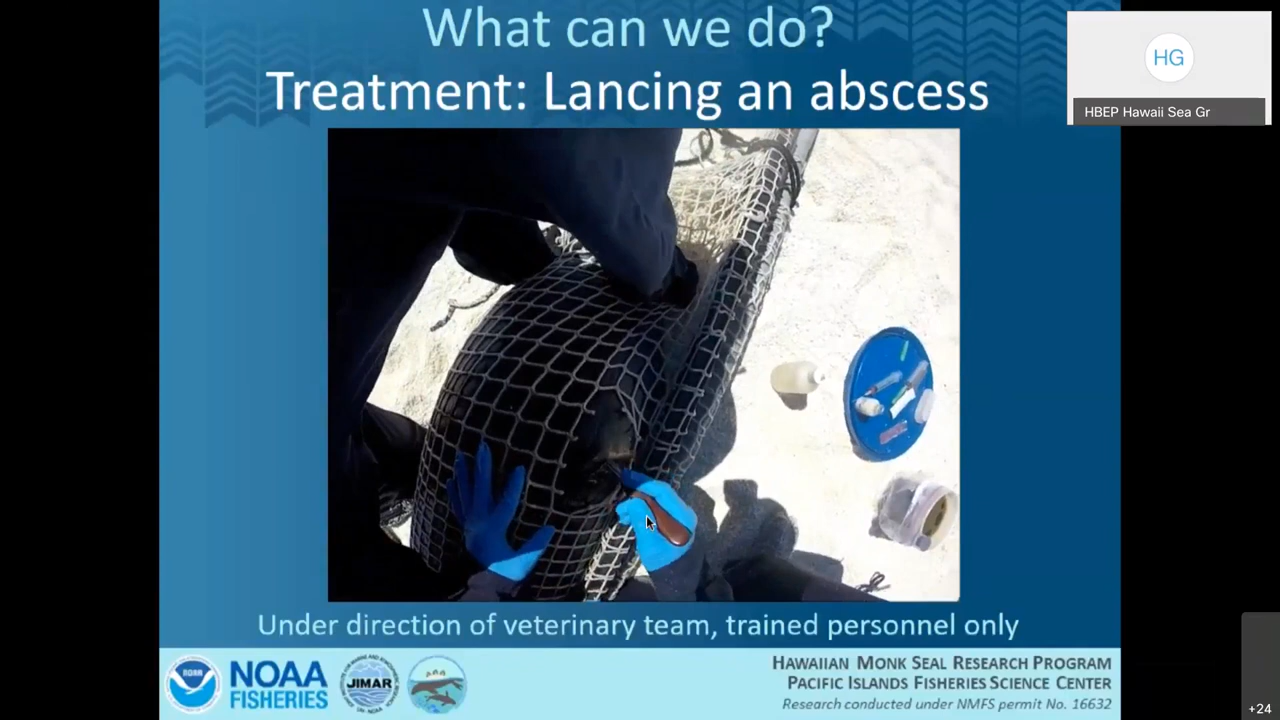 What can we do?
Treatment: Lancing an abscess
HG
HBEP Hawaii Sea Gr
Under direction of veterinary team, trained personnel only
NOAA
NOAA
FISHERIES
JIMAR
HAWAIIAN MONK SEAL RESEARCH PROGRAM
PACIFIC ISLANDS FISHERIES SCIENCE CENTER
Research conducted under NMFS permit No. 16632
+24